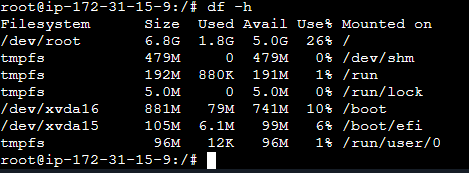 root@ip-172-31-15-9:/# df -h
Filesystem      Size  Used Avail Use% Mounted on
/dev/root       6.8G  1.8G  5.0G  26% /
tmpfs           479M     0  479M   0% /dev/shm
tmpfs           192M  880K  191M   1% /run
tmpfs           5.0M     0  5.0M   0% /run/lock
/dev/xvda16     881M   79M  741M  10% /boot
/dev/xvda15     105M  6.1M   99M   6% /boot/efi
tmpfs            96M   12K   96M   1% /run/user/0
root@ip-172-31-15-9:/#